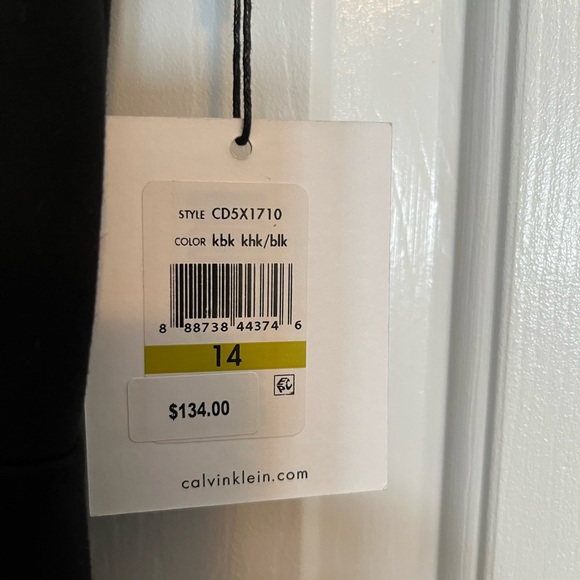 STYLE CD5X1710
COLOR kbk khk/blk
8 88738 44374 6
14
$134.00
calvinklein.com